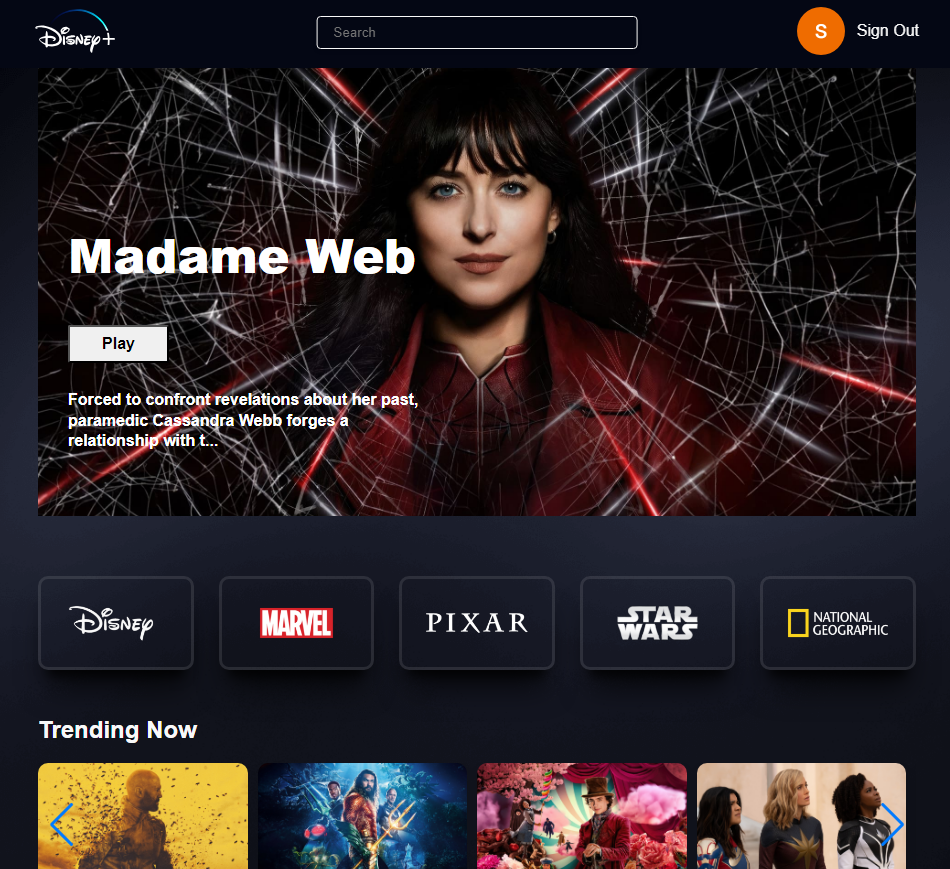 Disney+
Search
S
Sign Out
Madame Web
Play
Forced to confront revelations about her past,
paramedic Cassandra Webb forges a
relationship with t...
Disney
MARVEL
PIXAR
STAR
WARS
NATIONAL
GEOGRAPHIC
Trending Now